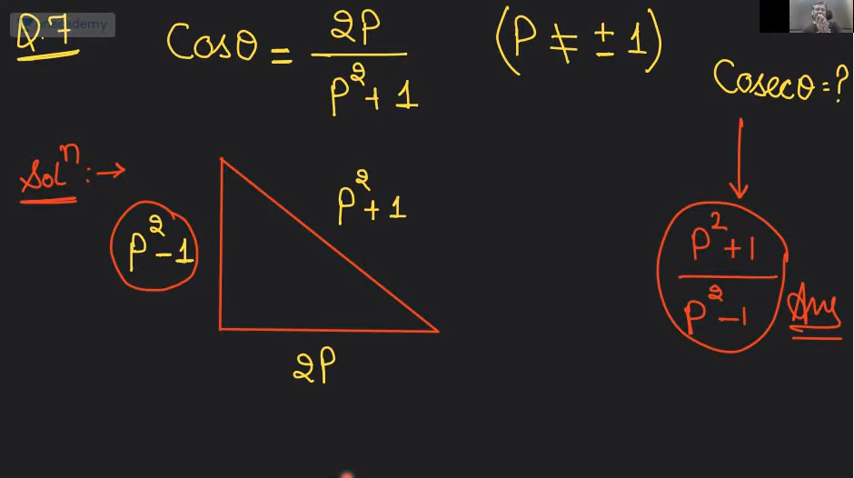 Q.7
Cosθ = 2P / P²+1 (P ≠ ± 1)
Cosecθ = ?
Solⁿ :→
P²+1
P²-1
2P
P²+1 / P²-1 Ans